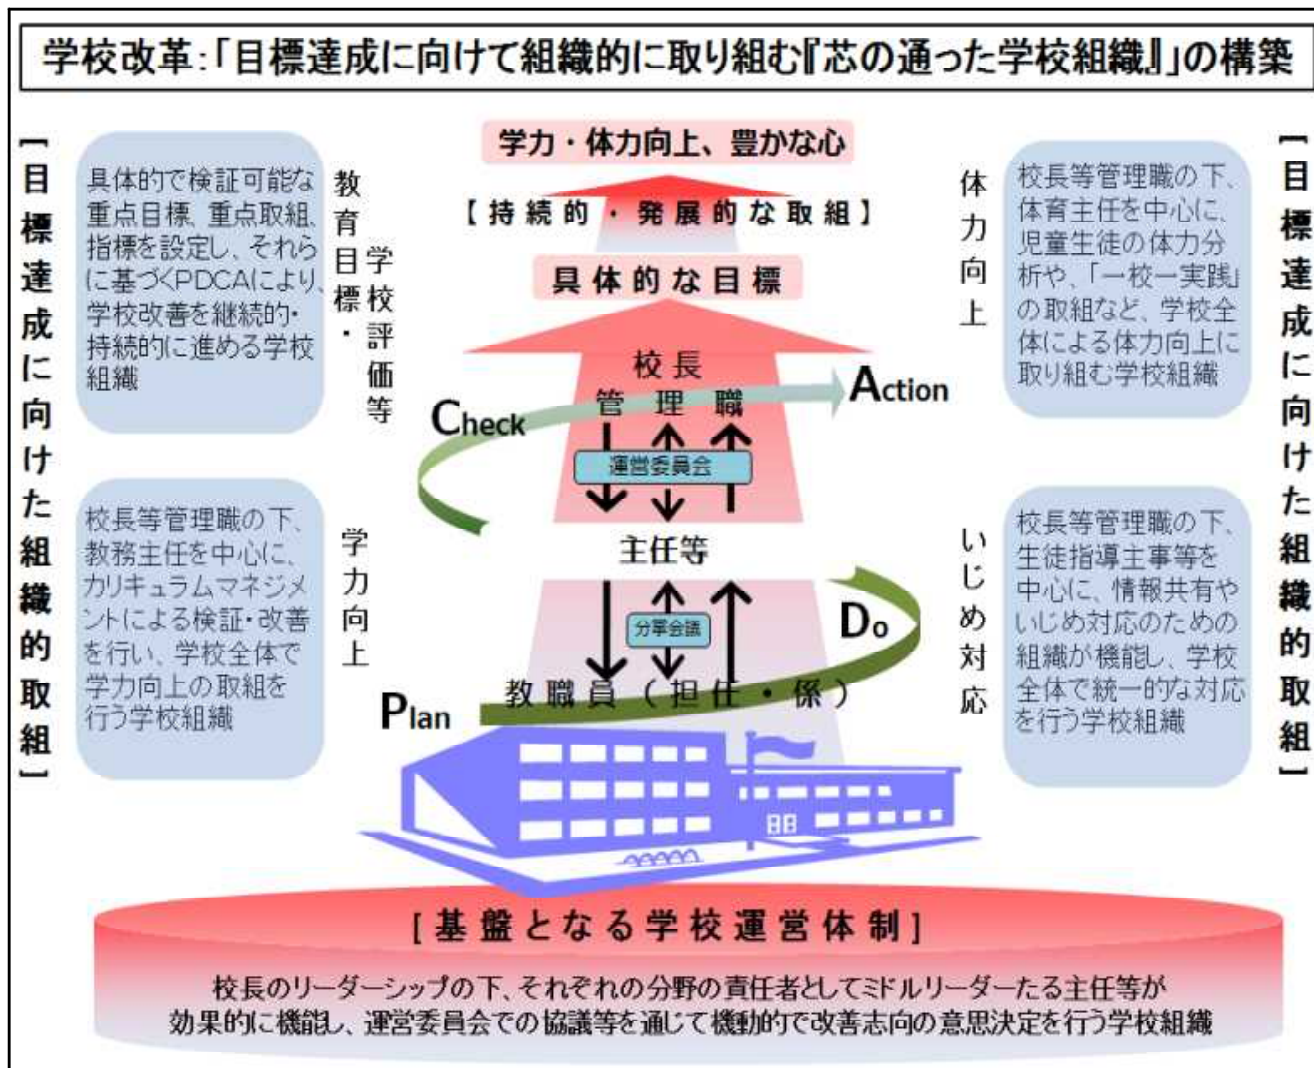 学校改革:「目標達成に向けて組織的に取り組む『芯の通った学校組織』」の構築
[目標達成に向けた組織的取組]
具体的で検証可能な
重点目標、重点取組、
指標を設定し、それら
に基づくPDCAにより、
学校改善を継続的・
持続的に進める学校
組織
教育目標・
学校評価等
校長等管理職の下、
教務主任を中心に、
カリキュラムマネジメ
ントによる検証・改善
を行い、学校全体で
学力向上の取組を
行う学校組織
学力向上
学力・体力向上、豊かな心
【持続的・発展的な取組】
具体的な目標
校長
管理職
Check
Action
運営委員会
主任等
分掌会議
Do
教職員(担任・係)
Plan
体力向上
校長等管理職の下、
体育主任を中心に、
児童生徒の体力分
析や、「一校一実践」
の取組など、学校全
体による体力向上に
取り組む学校組織
いじめ対応
校長等管理職の下、
生徒指導主事等を
中心に、情報共有や
いじめ対応のための
組織が機能し、学校
全体で統一的な対応
を行う学校組織
[目標達成に向けた組織的取組]
[基盤となる学校運営体制]
校長のリーダーシップの下、それぞれの分野の責任者としてミドルリーダーたる主任等が
効果的に機能し、運営委員会での協議等を通じて機動的で改善志向の意思決定を行う学校組織